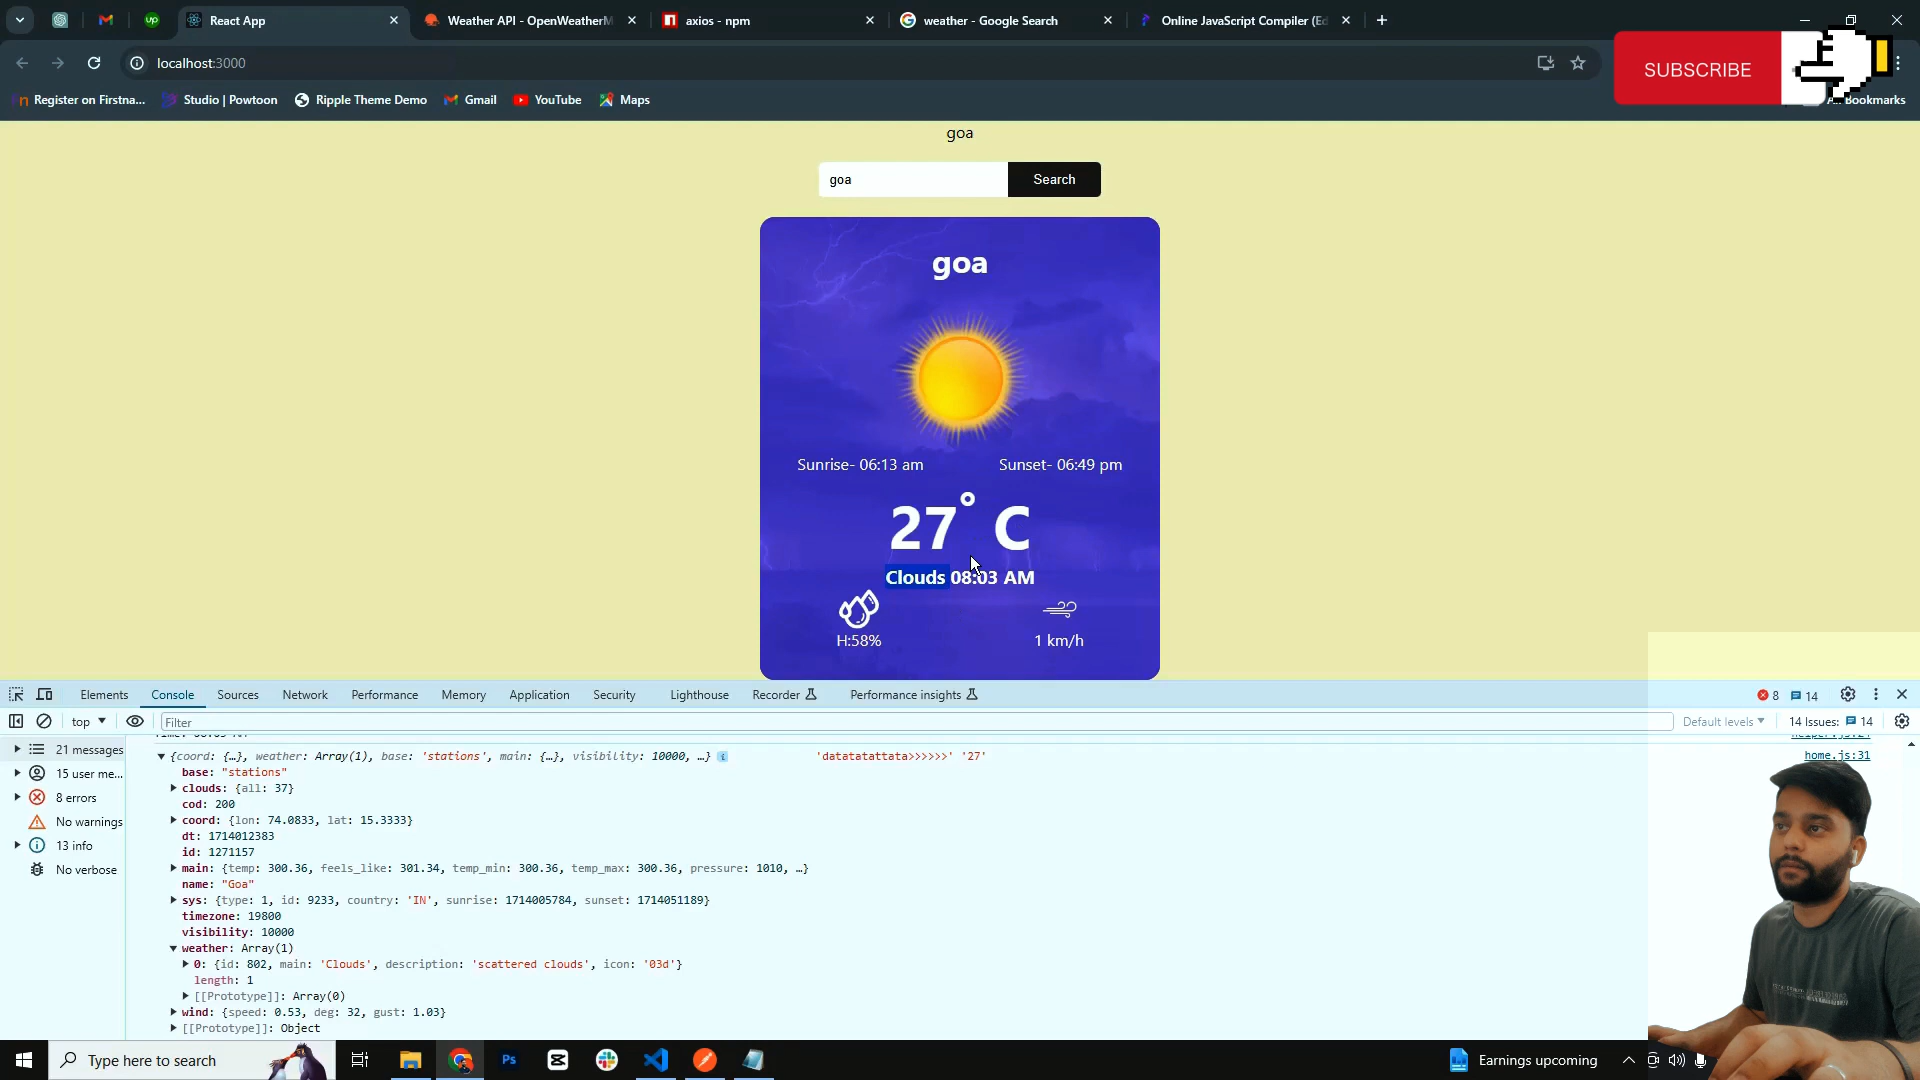 React App
Weather API - OpenWeatherM
axios - npm
weather - Google Search
Online JavaScript Compiler (Ed
localhost:3000
SUBSCRIBE
Register on Firstna...
Studio | Powtoon
Ripple Theme Demo
Gmail
YouTube
Maps
All Bookmarks
goa
goa
Search
goa
Sunrise- 06:13 am
Sunset- 06:49 pm
27° C
Clouds 08:03 AM
H:58%
1 km/h
Elements
Console
Sources
Network
Performance
Memory
Application
Security
Lighthouse
Recorder
Performance insights
8
14
top
Filter
Default levels
14 Issues: 14
21 messages
15 user me...
8 errors
No warnings
13 info
No verbose
{coord: {…}, weather: Array(1), base: 'stations', main: {…}, visibility: 10000, …} 'datatatattata>>>>>>' '27'
home.js:31
base: "stations"
clouds: {all: 37}
cod: 200
coord: {lon: 74.0833, lat: 15.3333}
dt: 1714012383
id: 1271157
main: {temp: 300.36, feels_like: 301.34, temp_min: 300.36, temp_max: 300.36, pressure: 1010, …}
name: "Goa"
sys: {type: 1, id: 9233, country: 'IN', sunrise: 1714005784, sunset: 1714051189}
timezone: 19800
visibility: 10000
weather: Array(1)
0: {id: 802, main: 'Clouds', description: 'scattered clouds', icon: '03d'}
length: 1
[[Prototype]]: Array(0)
wind: {speed: 0.53, deg: 32, gust: 1.03}
[[Prototype]]: Object
Type here to search
Ps
Earnings upcoming